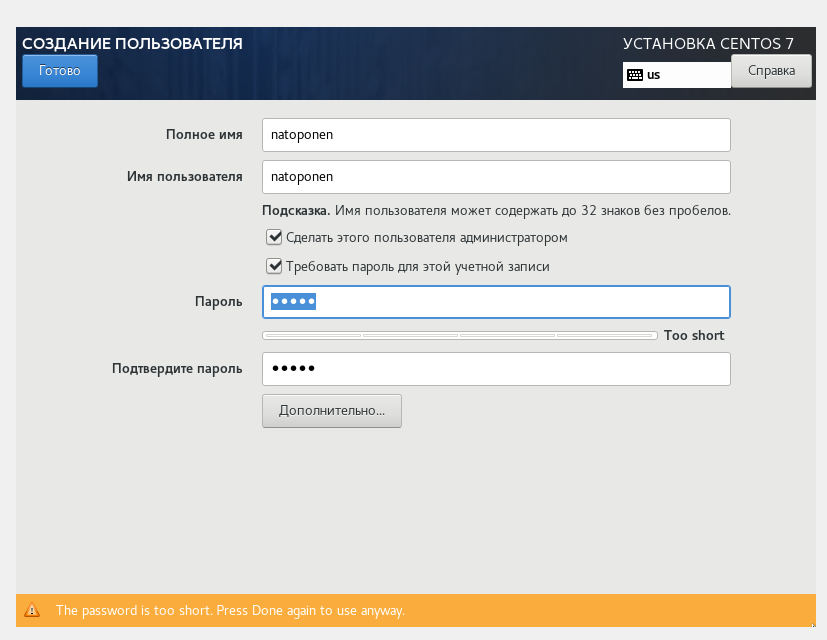 СОЗДАНИЕ ПОЛЬЗОВАТЕЛЯ
УСТАНОВКА CENTOS 7
Готово
us
Справка
Полное имя
natoponen
Имя пользователя
natoponen
Подсказка. Имя пользователя может содержать до 32 знаков без пробелов.
Сделать этого пользователя администратором
Требовать пароль для этой учетной записи
Пароль
●●●●●
Too short
Подтвердите пароль
●●●●●
Дополнительно...
The password is too short. Press Done again to use anyway.